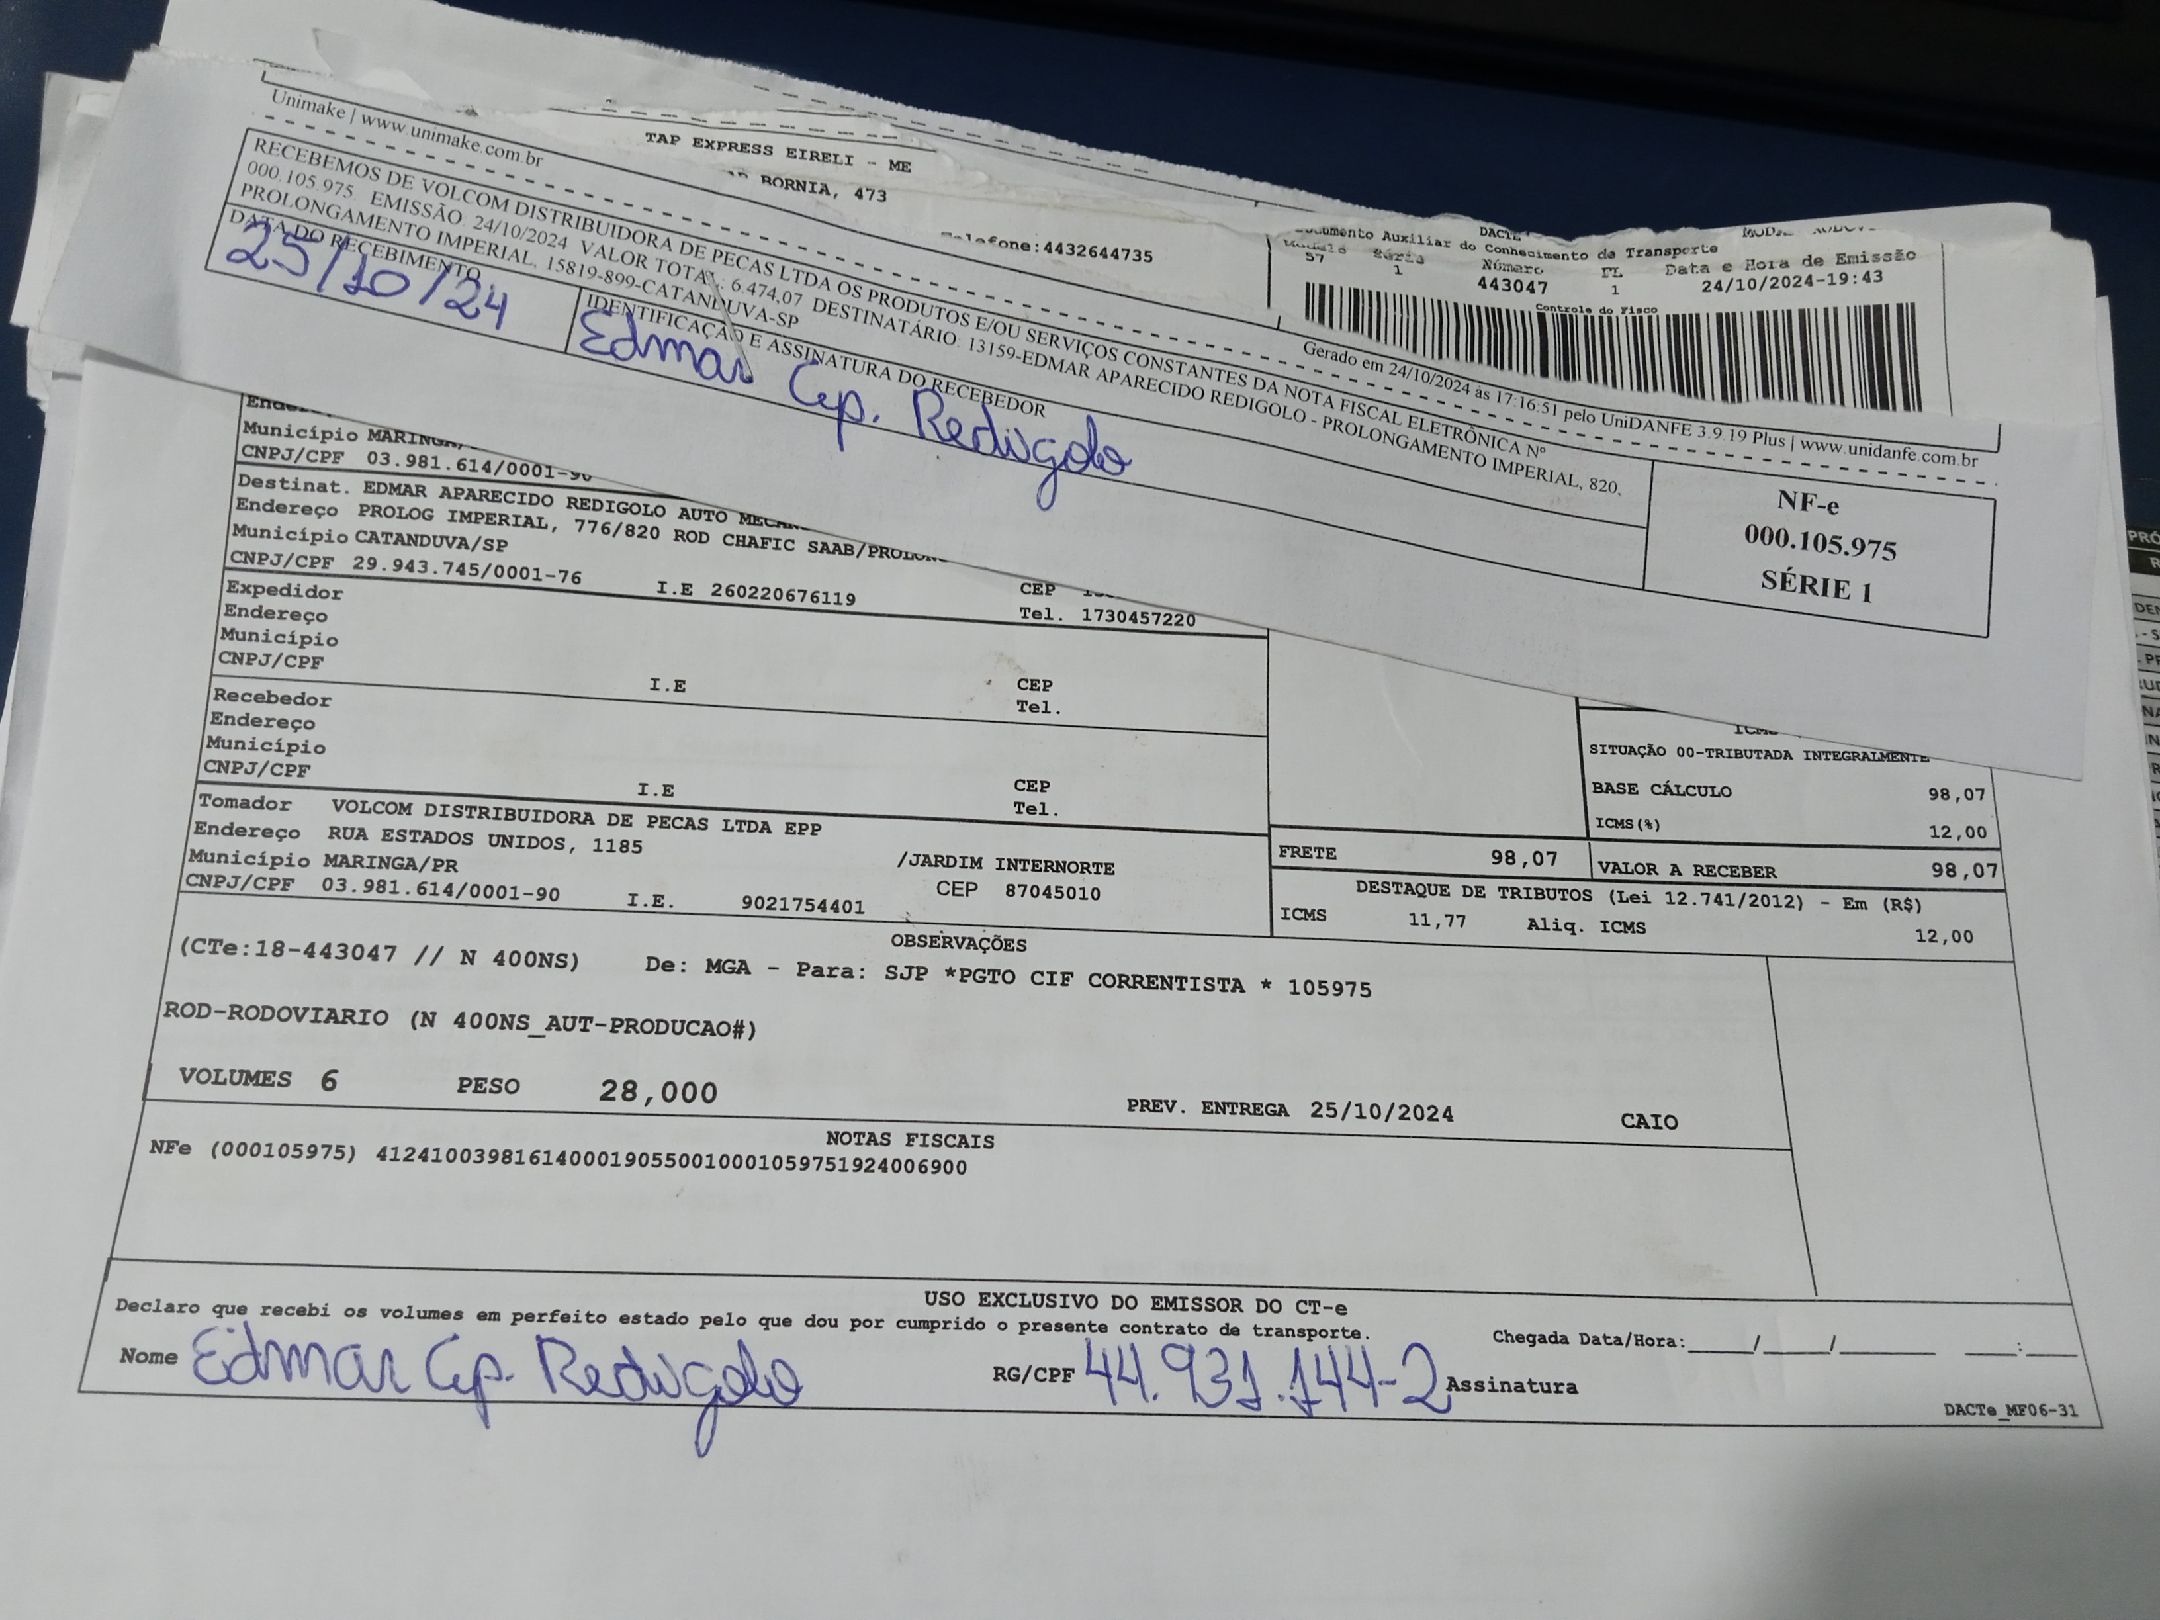 Unimake | www.unimake.com.br
TAP EXPRESS EIRELI - ME
BORNIA, 473
Telefone:4432644735
DACTE
Documento Auxiliar do Conhecimento de Transporte
Modelo Série Número FL Data e Hora de Emissão
57 1 443047 1 24/10/2024-19:43
Controle do Fisco
Gerado em 24/10/2024 às 17:16:51 pelo UniDANFE 3.9.19 Plus | www.unidanfe.com.br
RECEBEMOS DE VOLCOM DISTRIBUIDORA DE PECAS LTDA OS PRODUTOS E/OU SERVIÇOS CONSTANTES DA NOTA FISCAL ELETRÔNICA Nº
000.105.975 EMISSÃO: 24/10/2024 VALOR TOTAL: 6.474,07 DESTINATÁRIO: 13159-EDMAR APARECIDO REDIGOLO - PROLONGAMENTO IMPERIAL, 820,
PROLONGAMENTO IMPERIAL, 15819-899-CATANDUVA-SP
DATA DO RECEBIMENTO
25/10/24
IDENTIFICAÇÃO E ASSINATURA DO RECEBEDOR
Edmar Ap. Redigolo
NF-e
000.105.975
SÉRIE 1
Município MARINGA/
CNPJ/CPF 03.981.614/0001-90
Destinat. EDMAR APARECIDO REDIGOLO AUTO
Endereço PROLOG IMPERIAL, 776/820 ROD CHAFIC SAAB/
Município CATANDUVA/SP
CNPJ/CPF 29.943.745/0001-76 I.E 260220676119
CEP
Tel. 1730457220
Expedidor
Endereço
Município
CNPJ/CPF I.E CEP
Tel.
Recebedor
Endereço
Município
CNPJ/CPF I.E CEP
Tel.
SITUAÇÃO 00-TRIBUTADA INTEGRALMENTE
BASE CÁLCULO 98,07
ICMS(%) 12,00
Tomador VOLCOM DISTRIBUIDORA DE PECAS LTDA EPP
Endereço RUA ESTADOS UNIDOS, 1185 /JARDIM INTERNORTE
Município MARINGA/PR CEP 87045010
CNPJ/CPF 03.981.614/0001-90 I.E. 9021754401
FRETE 98,07 VALOR A RECEBER 98,07
DESTAQUE DE TRIBUTOS (Lei 12.741/2012) - Em (R$)
ICMS 11,77 Aliq. ICMS 12,00
OBSERVAÇÕES
(CTe:18-443047 // N 400NS) De: MGA - Para: SJP *PGTO CIF CORRENTISTA * 105975
ROD-RODOVIARIO (N 400NS_AUT-PRODUCAO#)
VOLUMES 6 PESO 28,000 PREV. ENTREGA 25/10/2024 CAIO
NOTAS FISCAIS
NFe (000105975) 41241003981614000190550010001059751924006900
USO EXCLUSIVO DO EMISSOR DO CT-e
Declaro que recebi os volumes em perfeito estado pelo que dou por cumprido o presente contrato de transporte.
Chegada Data/Hora:____/____/______ ____:____
Nome Edmar Ap. Redigolo RG/CPF 44.931.144-2 Assinatura
DACTe_MF06-31